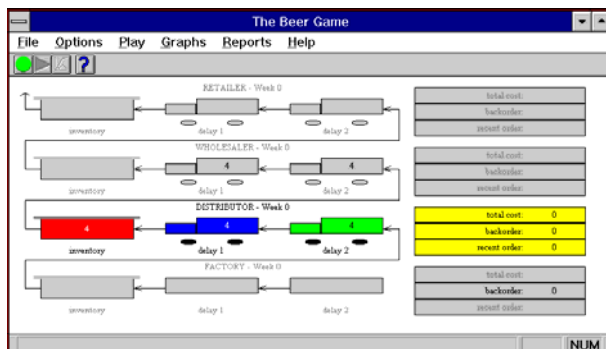 The Beer Game
File Options Play Graphs Reports Help
?
RETAILER - Week 0
inventory delay 1 delay 2
total cost:
backorder:
recent order:
WHOLESALER - Week 0
4 4
inventory delay 1 delay 2
total cost:
backorder:
recent order:
DISTRIBUTOR - Week 0
4 4 4
inventory delay 1 delay 2
total cost: 0
backorder: 0
recent order: 0
FACTORY - Week 0
inventory delay 1 delay 2
total cost:
backorder: 0
recent order:
NUM